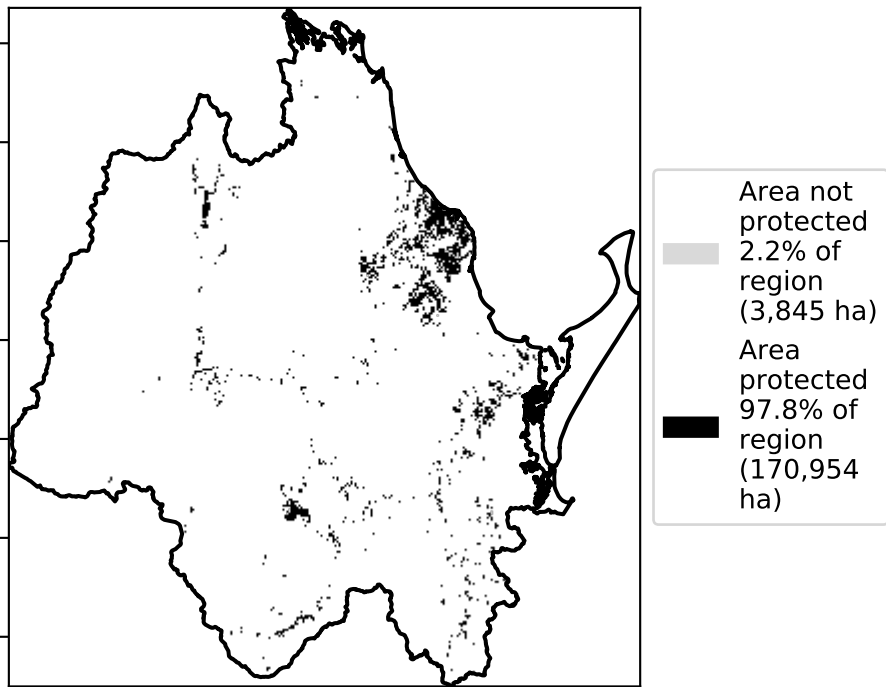 Area not
protected
2.2% of
region
(3,845 ha)
Area
protected
97.8% of
region
(170,954
ha)